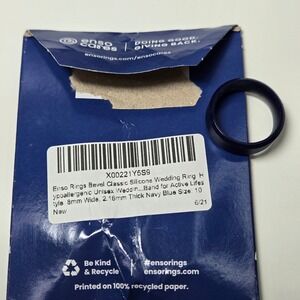 enso cares
DOING GOOD.
GIVING BACK.
ensorings.com/ensocares
X00221Y6S9
Enso Rings Bevel Classic Silicone Wedding Ring H
ypoallergenic Unisex Weddin...Band for Active Lifes
tyle 8mm Wide, 2.16mm Thick Navy Blue Size: 10
New
6/21
Be Kind
& Recycle
#ensorings
ensorings.com
Printed on 100% recycled paper.